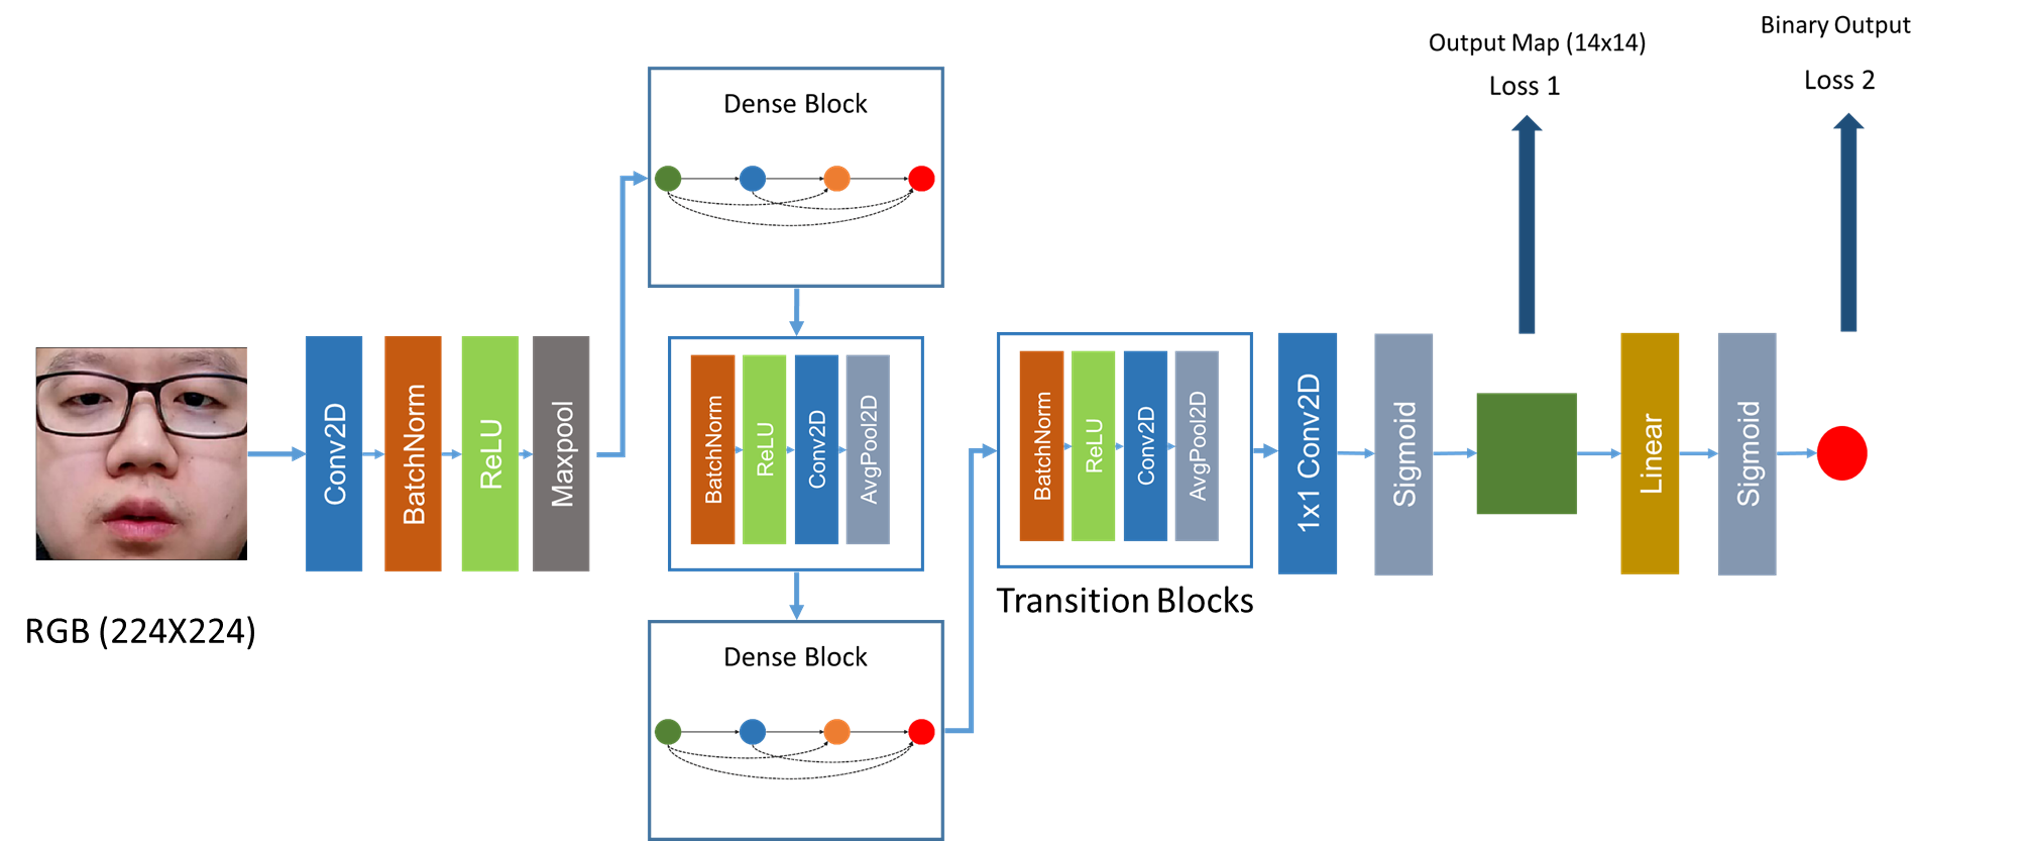 RGB (224X224)
Conv2D
BatchNorm
ReLU
Maxpool
Dense Block
BatchNorm
ReLU
Conv2D
AvgPool2D
Dense Block
BatchNorm
ReLU
Conv2D
AvgPool2D
Transition Blocks
1x1 Conv2D
Sigmoid
Output Map (14x14)
Loss 1
Linear
Sigmoid
Binary Output
Loss 2